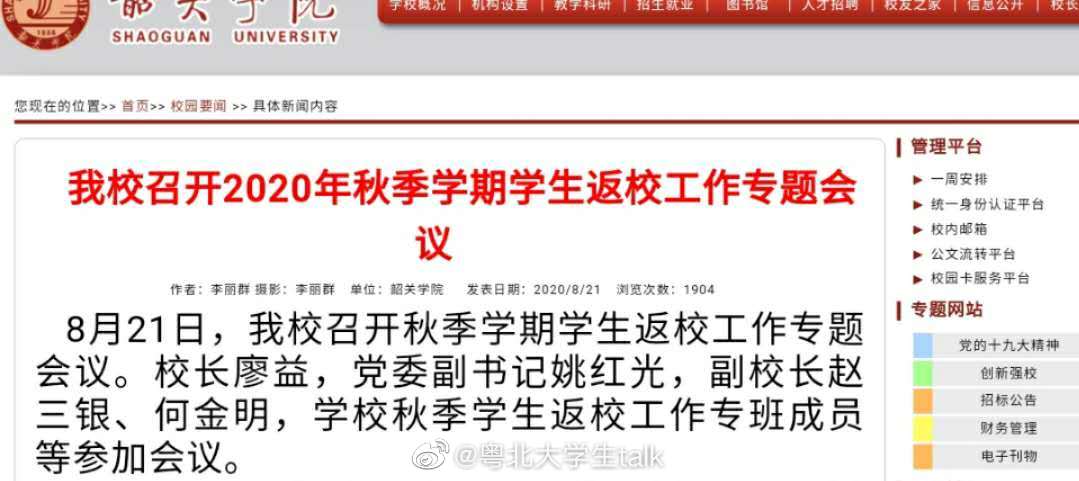 韶关学院
SHAOGUAN UNIVERSITY
学校概况 | 机构设置 | 教学科研 | 招生就业 | 图书馆 | 人才招聘 | 校友之家 | 信息公开 | 校长
您现在的位置>> 首页>> 校园要闻 >> 具体新闻内容
我校召开2020年秋季学期学生返校工作专题会
议
作者：李丽群 摄影：李丽群 单位：韶关学院 发表日期：2020/8/21 浏览次数：1904
8月21日，我校召开秋季学期学生返校工作专题
会议。校长廖益，党委副书记姚红光，副校长赵
三银、何金明，学校秋季学生返校工作专班成员
等参加会议。
管理平台
一周安排
统一身份认证平台
校内邮箱
公文流转平台
校园卡服务平台
专题网站
党的十九大精神
创新强校
招标公告
财务管理
电子刊物
@粤北大学生talk